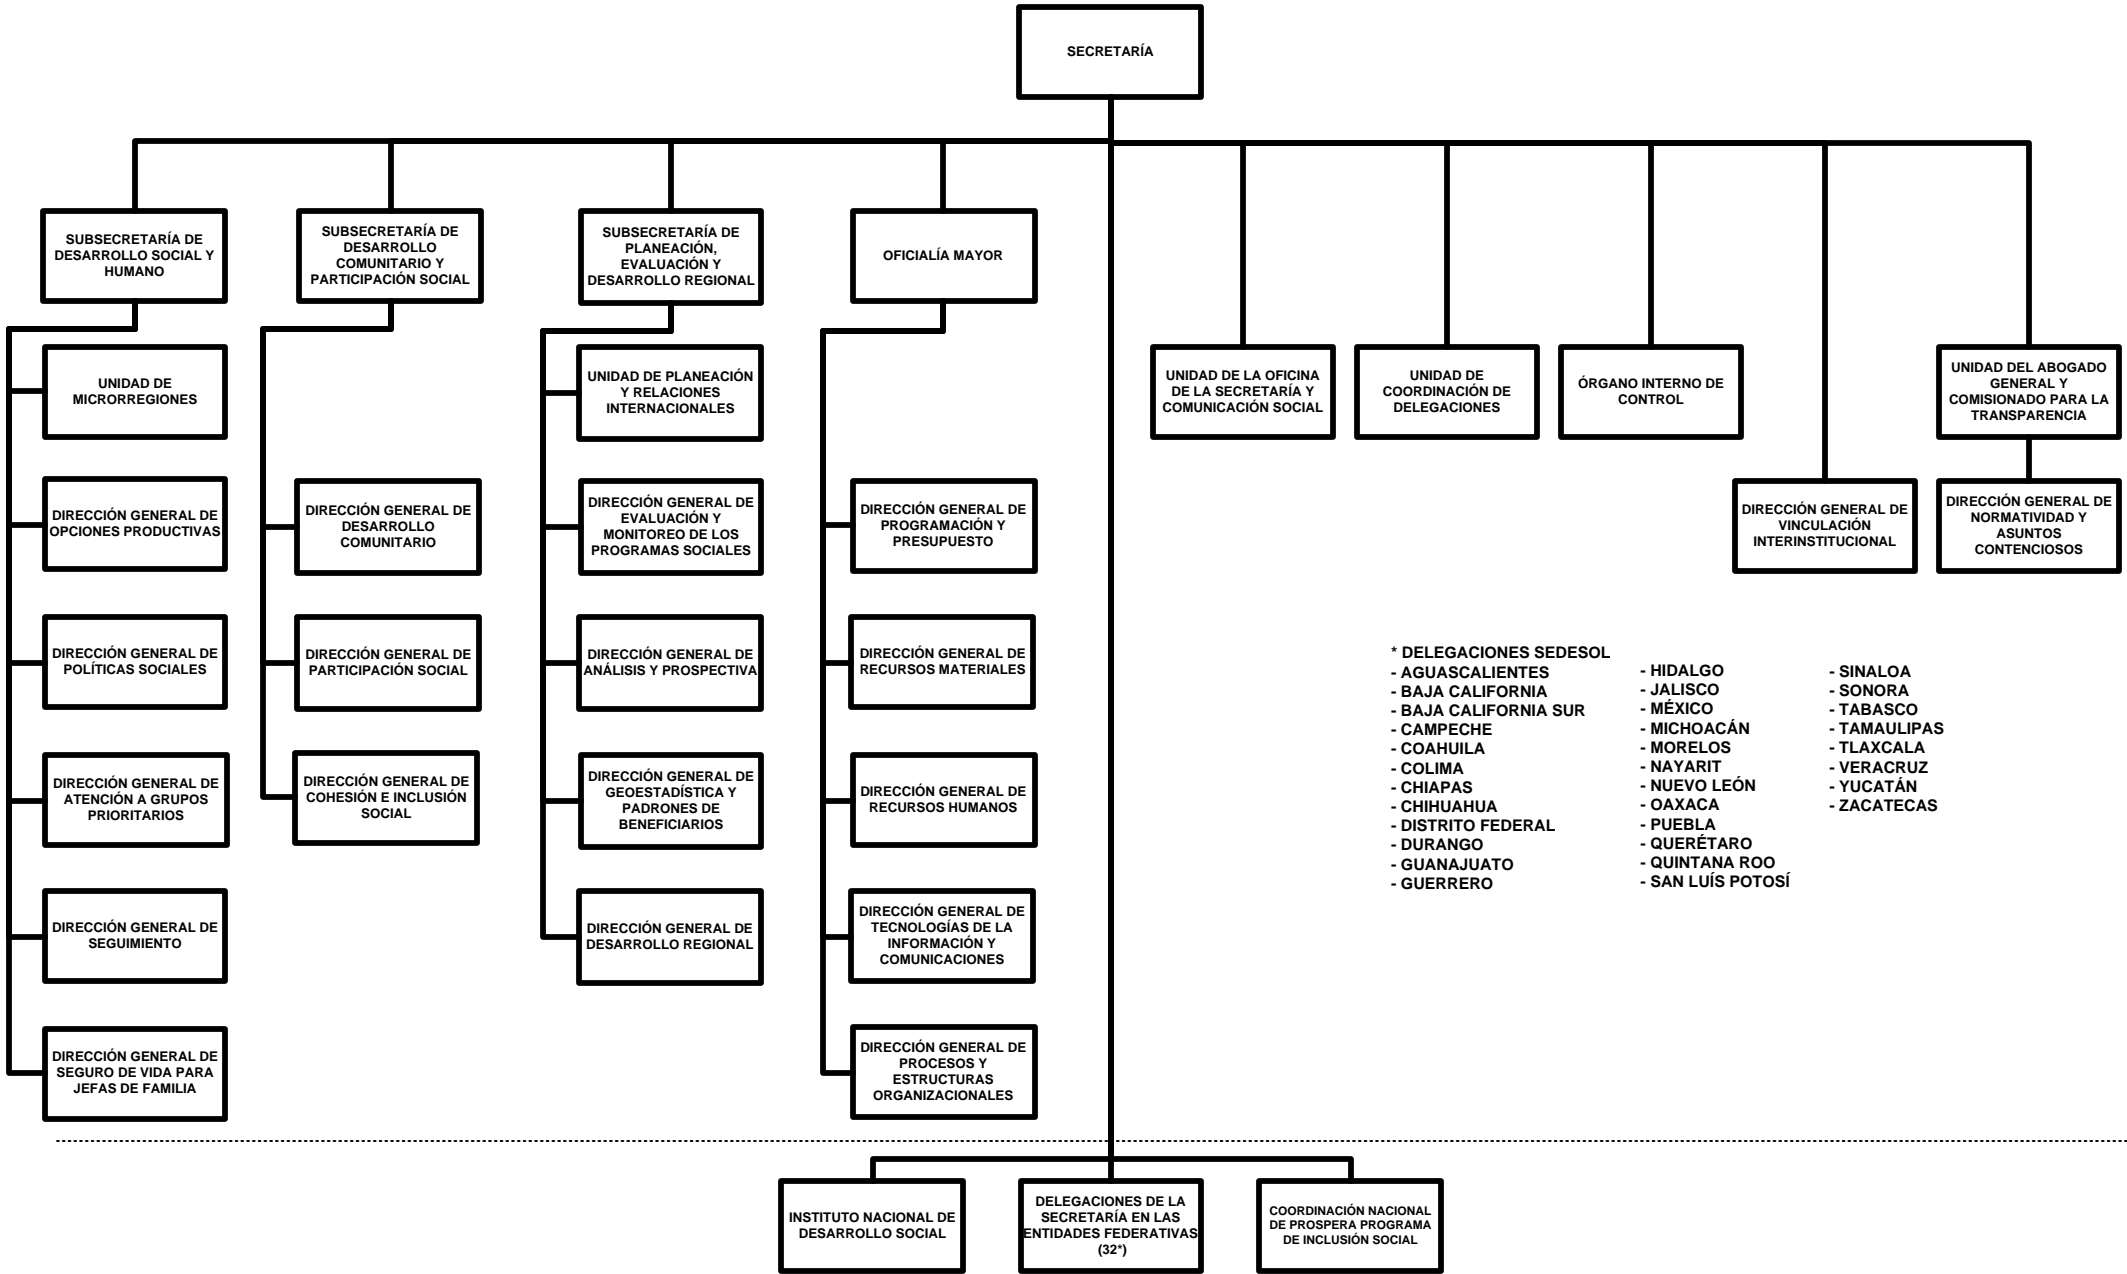 SECRETARÍA
SUBSECRETARÍA DE
DESARROLLO SOCIAL Y
HUMANO
SUBSECRETARÍA DE
DESARROLLO
COMUNITARIO Y
PARTICIPACIÓN SOCIAL
SUBSECRETARÍA DE
PLANEACIÓN,
EVALUACIÓN Y
DESARROLLO REGIONAL
OFICIALÍA MAYOR
UNIDAD DE
MICRORREGIONES
UNIDAD DE PLANEACIÓN
Y RELACIONES
INTERNACIONALES
UNIDAD DE LA OFICINA
DE LA SECRETARÍA Y
COMUNICACIÓN SOCIAL
UNIDAD DE
COORDINACIÓN DE
DELEGACIONES
ÓRGANO INTERNO DE
CONTROL
UNIDAD DEL ABOGADO
GENERAL Y
COMISIONADO PARA LA
TRANSPARENCIA
DIRECCIÓN GENERAL DE
OPCIONES PRODUCTIVAS
DIRECCIÓN GENERAL DE
DESARROLLO
COMUNITARIO
DIRECCIÓN GENERAL DE
EVALUACIÓN Y
MONITOREO DE LOS
PROGRAMAS SOCIALES
DIRECCIÓN GENERAL DE
PROGRAMACIÓN Y
PRESUPUESTO
DIRECCIÓN GENERAL DE
VINCULACIÓN
INTERINSTITUCIONAL
DIRECCIÓN GENERAL DE
NORMATIVIDAD Y
ASUNTOS
CONTENCIOSOS
DIRECCIÓN GENERAL DE
POLÍTICAS SOCIALES
DIRECCIÓN GENERAL DE
PARTICIPACIÓN SOCIAL
DIRECCIÓN GENERAL DE
ANÁLISIS Y PROSPECTIVA
DIRECCIÓN GENERAL DE
RECURSOS MATERIALES
DIRECCIÓN GENERAL DE
ATENCIÓN A GRUPOS
PRIORITARIOS
DIRECCIÓN GENERAL DE
COHESIÓN E INCLUSIÓN
SOCIAL
DIRECCIÓN GENERAL DE
GEOESTADÍSTICA Y
PADRONES DE
BENEFICIARIOS
DIRECCIÓN GENERAL DE
RECURSOS HUMANOS
DIRECCIÓN GENERAL DE
SEGUIMIENTO
DIRECCIÓN GENERAL DE
DESARROLLO REGIONAL
DIRECCIÓN GENERAL DE
TECNOLOGÍAS DE LA
INFORMACIÓN Y
COMUNICACIONES
DIRECCIÓN GENERAL DE
SEGURO DE VIDA PARA
JEFAS DE FAMILIA
DIRECCIÓN GENERAL DE
PROCESOS Y
ESTRUCTURAS
ORGANIZACIONALES
* DELEGACIONES SEDESOL
- AGUASCALIENTES
- BAJA CALIFORNIA
- BAJA CALIFORNIA SUR
- CAMPECHE
- COAHUILA
- COLIMA
- CHIAPAS
- CHIHUAHUA
- DISTRITO FEDERAL
- DURANGO
- GUANAJUATO
- GUERRERO
- HIDALGO
- JALISCO
- MÉXICO
- MICHOACÁN
- MORELOS
- NAYARIT
- NUEVO LEÓN
- OAXACA
- PUEBLA
- QUERÉTARO
- QUINTANA ROO
- SAN LUÍS POTOSÍ
- SINALOA
- SONORA
- TABASCO
- TAMAULIPAS
- TLAXCALA
- VERACRUZ
- YUCATÁN
- ZACATECAS
INSTITUTO NACIONAL DE
DESARROLLO SOCIAL
DELEGACIONES DE LA
SECRETARÍA EN LAS
ENTIDADES FEDERATIVAS
(32*)
COORDINACIÓN NACIONAL
DE PROSPERA PROGRAMA
DE INCLUSIÓN SOCIAL